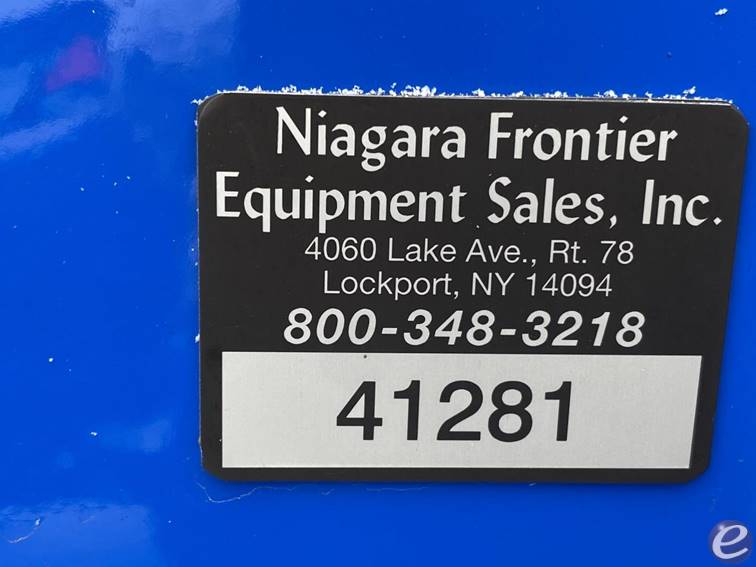 Niagara Frontier
Equipment Sales, Inc.
4060 Lake Ave., Rt. 78
Lockport, NY 14094
800-348-3218
41281
e